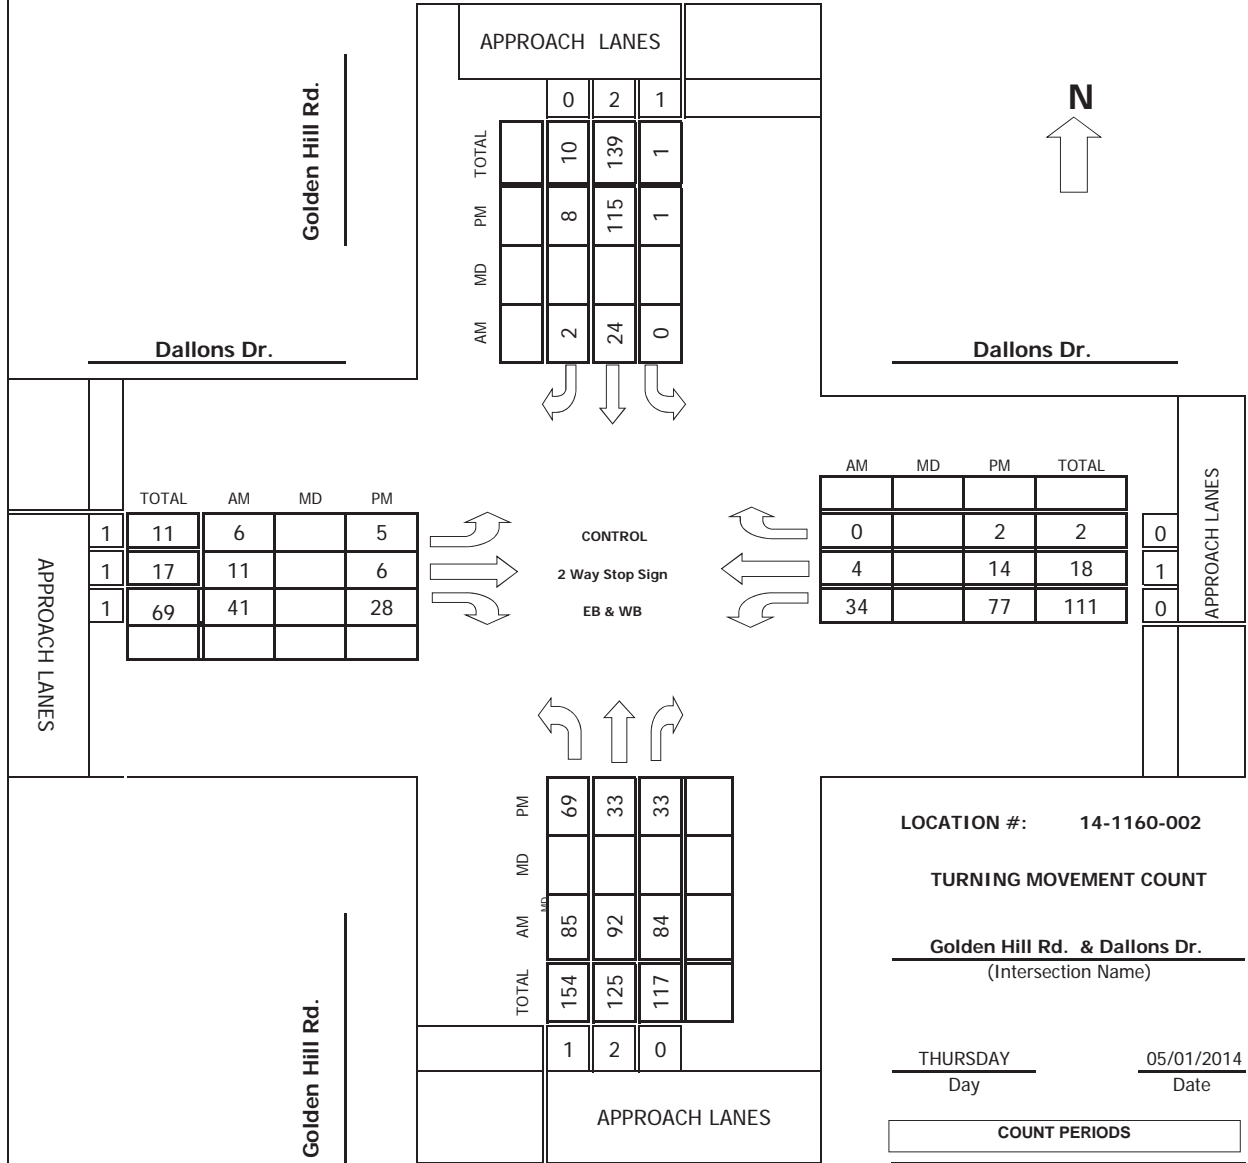 APPROACH LANES
0 2 1
Golden Hill Rd.
N
TOTAL 10 139 1
PM 8 115 1
MD
AM 2 24 0
Dallons Dr.
Dallons Dr.
AM MD PM TOTAL
TOTAL AM MD PM
1 11 6 5
1 17 11 6
1 69 41 28
APPROACH LANES
CONTROL
2 Way Stop Sign
EB & WB
0 2 2 0
4 14 18 1
34 77 111 0
APPROACH LANES
PM 69 33 33
MD
MD
AM 85 92 84
TOTAL 154 125 117
1 2 0
APPROACH LANES
Golden Hill Rd.
LOCATION #: 14-1160-002
TURNING MOVEMENT COUNT
Golden Hill Rd. & Dallons Dr.
(Intersection Name)
THURSDAY 05/01/2014
Day Date
COUNT PERIODS